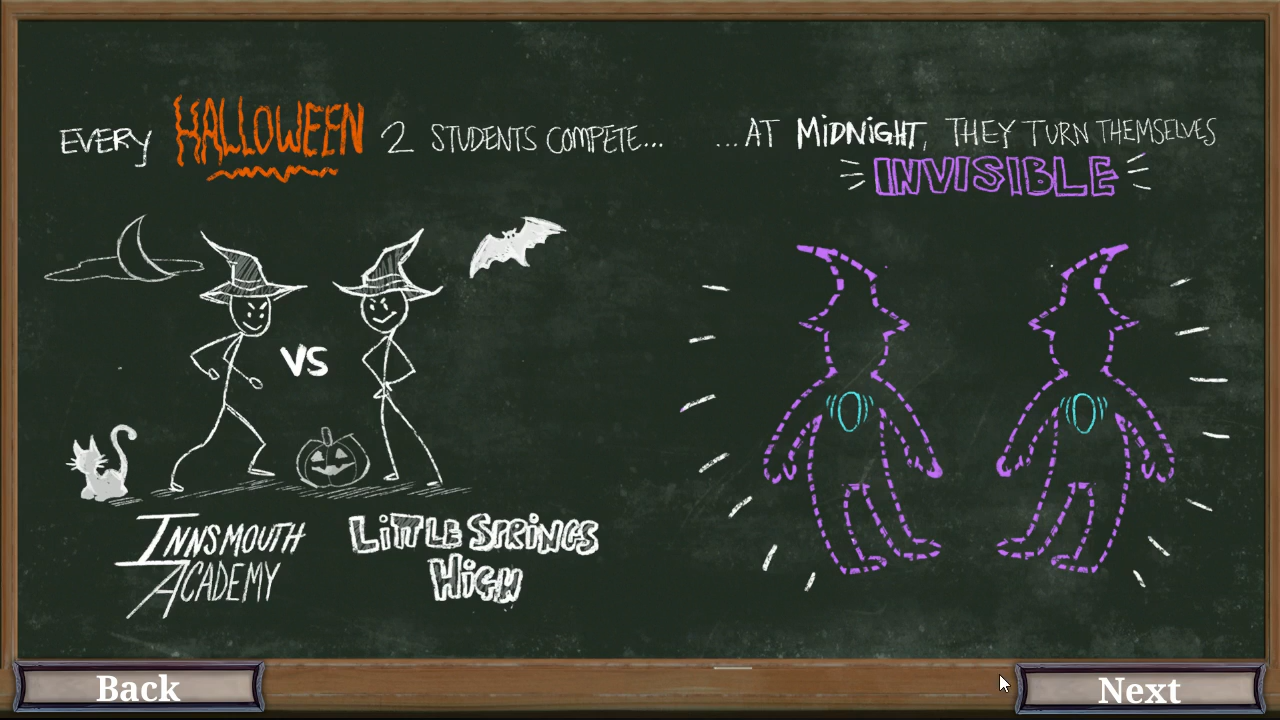 EVERY HALLOWEEN 2 STUDENTS COMPETE...
...AT MIDNIGHT, THEY TURN THEMSELVES
INVISIBLE
VS
INNSMOUTH
ACADEMY
LITTLE SPRINGS
HIGH
Back
Next